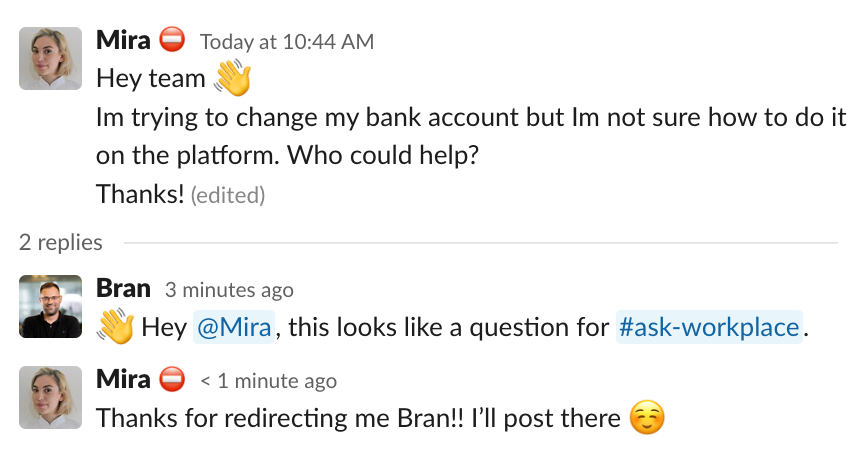 Mira ⛔ Today at 10:44 AM
Hey team 👋
Im trying to change my bank account but Im not sure how to do it
on the platform. Who could help?
Thanks! (edited)
2 replies
Bran 3 minutes ago
👋 Hey @Mira, this looks like a question for #ask-workplace.
Mira ⛔ < 1 minute ago
Thanks for redirecting me Bran!! I’ll post there ☺️